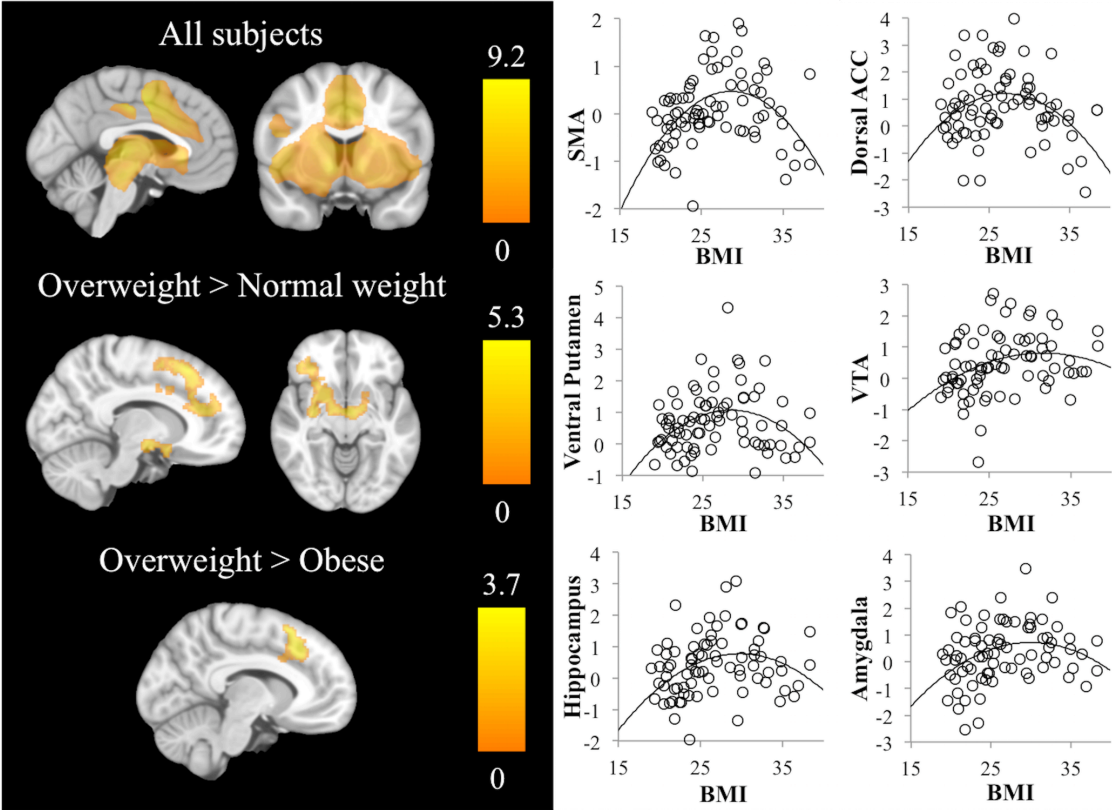 All subjects
9.2
0
Overweight > Normal weight
5.3
0
Overweight > Obese
3.7
0
SMA
2
1
0
-1
-2
15 25 35
BMI
Dorsal ACC
4
3
2
1
0
-1
-2
-3
15 25 35
BMI
Ventral Putamen
5
4
3
2
1
0
-1
15 25 35
BMI
VTA
3
2
1
0
-1
-2
-3
15 25 35
BMI
Hippocampus
4
3
2
1
0
-1
-2
15 25 35
BMI
Amygdala
4
3
2
1
0
-1
-2
-3
15 25 35
BMI